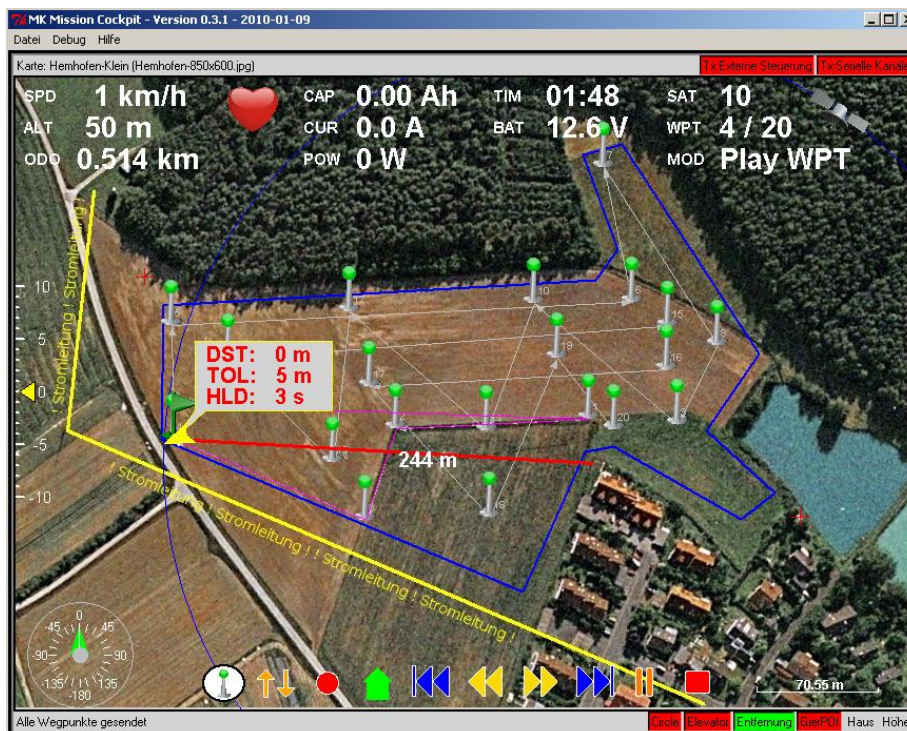 MK Mission Cockpit - Version 0.3.1 - 2010-01-09
Datei Debug Hilfe
Karte: Hemhofen-Klein (Hemhofen-850x600.jpg) Tx Externe Steuerung Tx Serielle Kanäle
SPD 1 km/h CAP 0.00 Ah TIM 01:48 SAT 10
ALT 50 m CUR 0.0 A BAT 12.6 V WPT 4 / 20
ODO 0.514 km POW 0 W MOD Play WPT
7
10
10
15
5
19
16
17
DST: 0 m
TOL: 5 m
HLD: 3 s
0
20
-5
244 m
-10
18
Stromleitung ! Stromleitung !
! Stromleitung ! Stromleitung ! ! Stromleitung ! Stromleitung !
0
-45 45
-90 90
-135 135
-180
70.55 m
Alle Wegpunkte gesendet Circle Elevator Entfernung GierPOI Haus Höhe